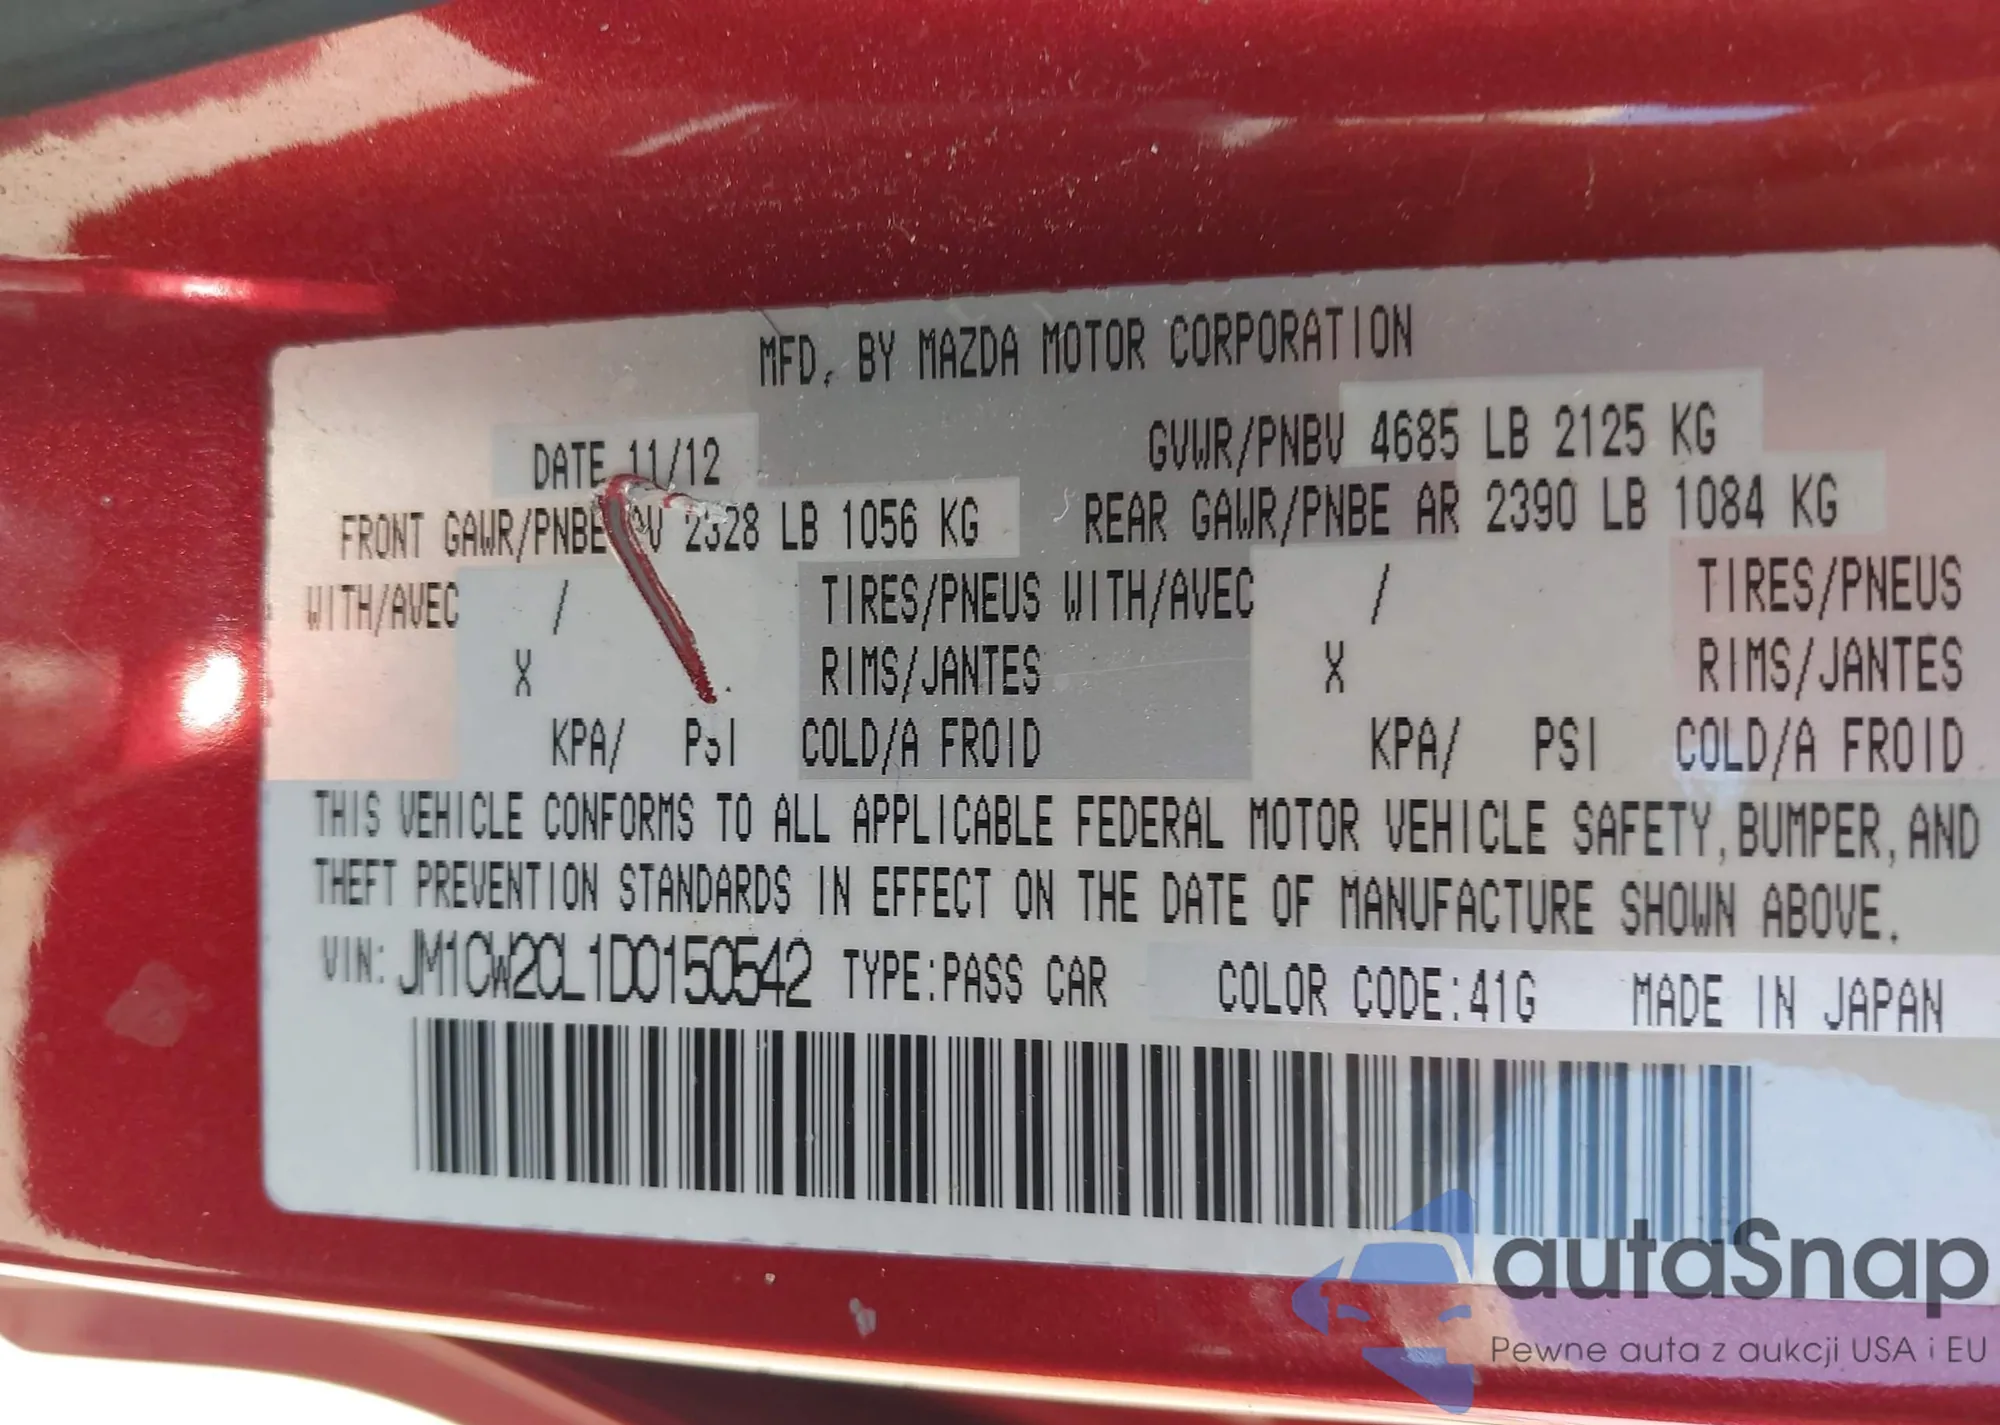 MFD. BY MAZDA MOTOR CORPORATION
DATE 11/12 GVWR/PNBV 4685 LB 2125 KG
FRONT GAWR/PNBE AV 2328 LB 1056 KG REAR GAWR/PNBE AR 2390 LB 1084 KG
WITH/AVEC / TIRES/PNEUS WITH/AVEC / TIRES/PNEUS
X RIMS/JANTES X RIMS/JANTES
KPA/ PSI COLD/A FROID KPA/ PSI COLD/A FROID
THIS VEHICLE CONFORMS TO ALL APPLICABLE FEDERAL MOTOR VEHICLE SAFETY, BUMPER, AND
THEFT PREVENTION STANDARDS IN EFFECT ON THE DATE OF MANUFACTURE SHOWN ABOVE.
VIN: JM1CW2CL1D0150542 TYPE:PASS CAR COLOR CODE:41G MADE IN JAPAN
autaSnap
Pewne auta z aukcji USA i EU